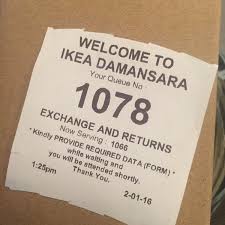 WELCOME TO
IKEA DAMANSARA
Your Queue No
1078
EXCHANGE AND RETURNS
Now Serving : 1066
* Kindly PROVIDE REQUIRED DATA (FORM) *
while waiting and
you will be attended shortly.
Thank You.
1:25pm 2-01-16